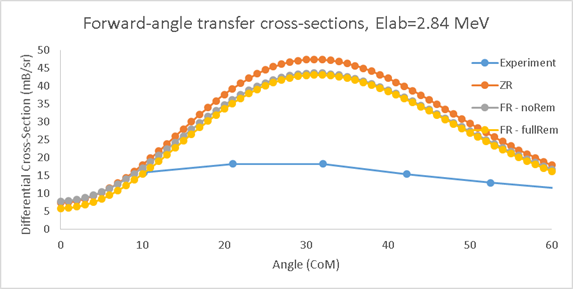 Forward-angle transfer cross-sections, Elab=2.84 MeV
Differential Cross-Section (mB/sr)
50
45
40
35
30
25
20
15
10
5
0
0 10 20 30 40 50 60
Angle (CoM)
Experiment
ZR
FR - noRem
FR - fullRem